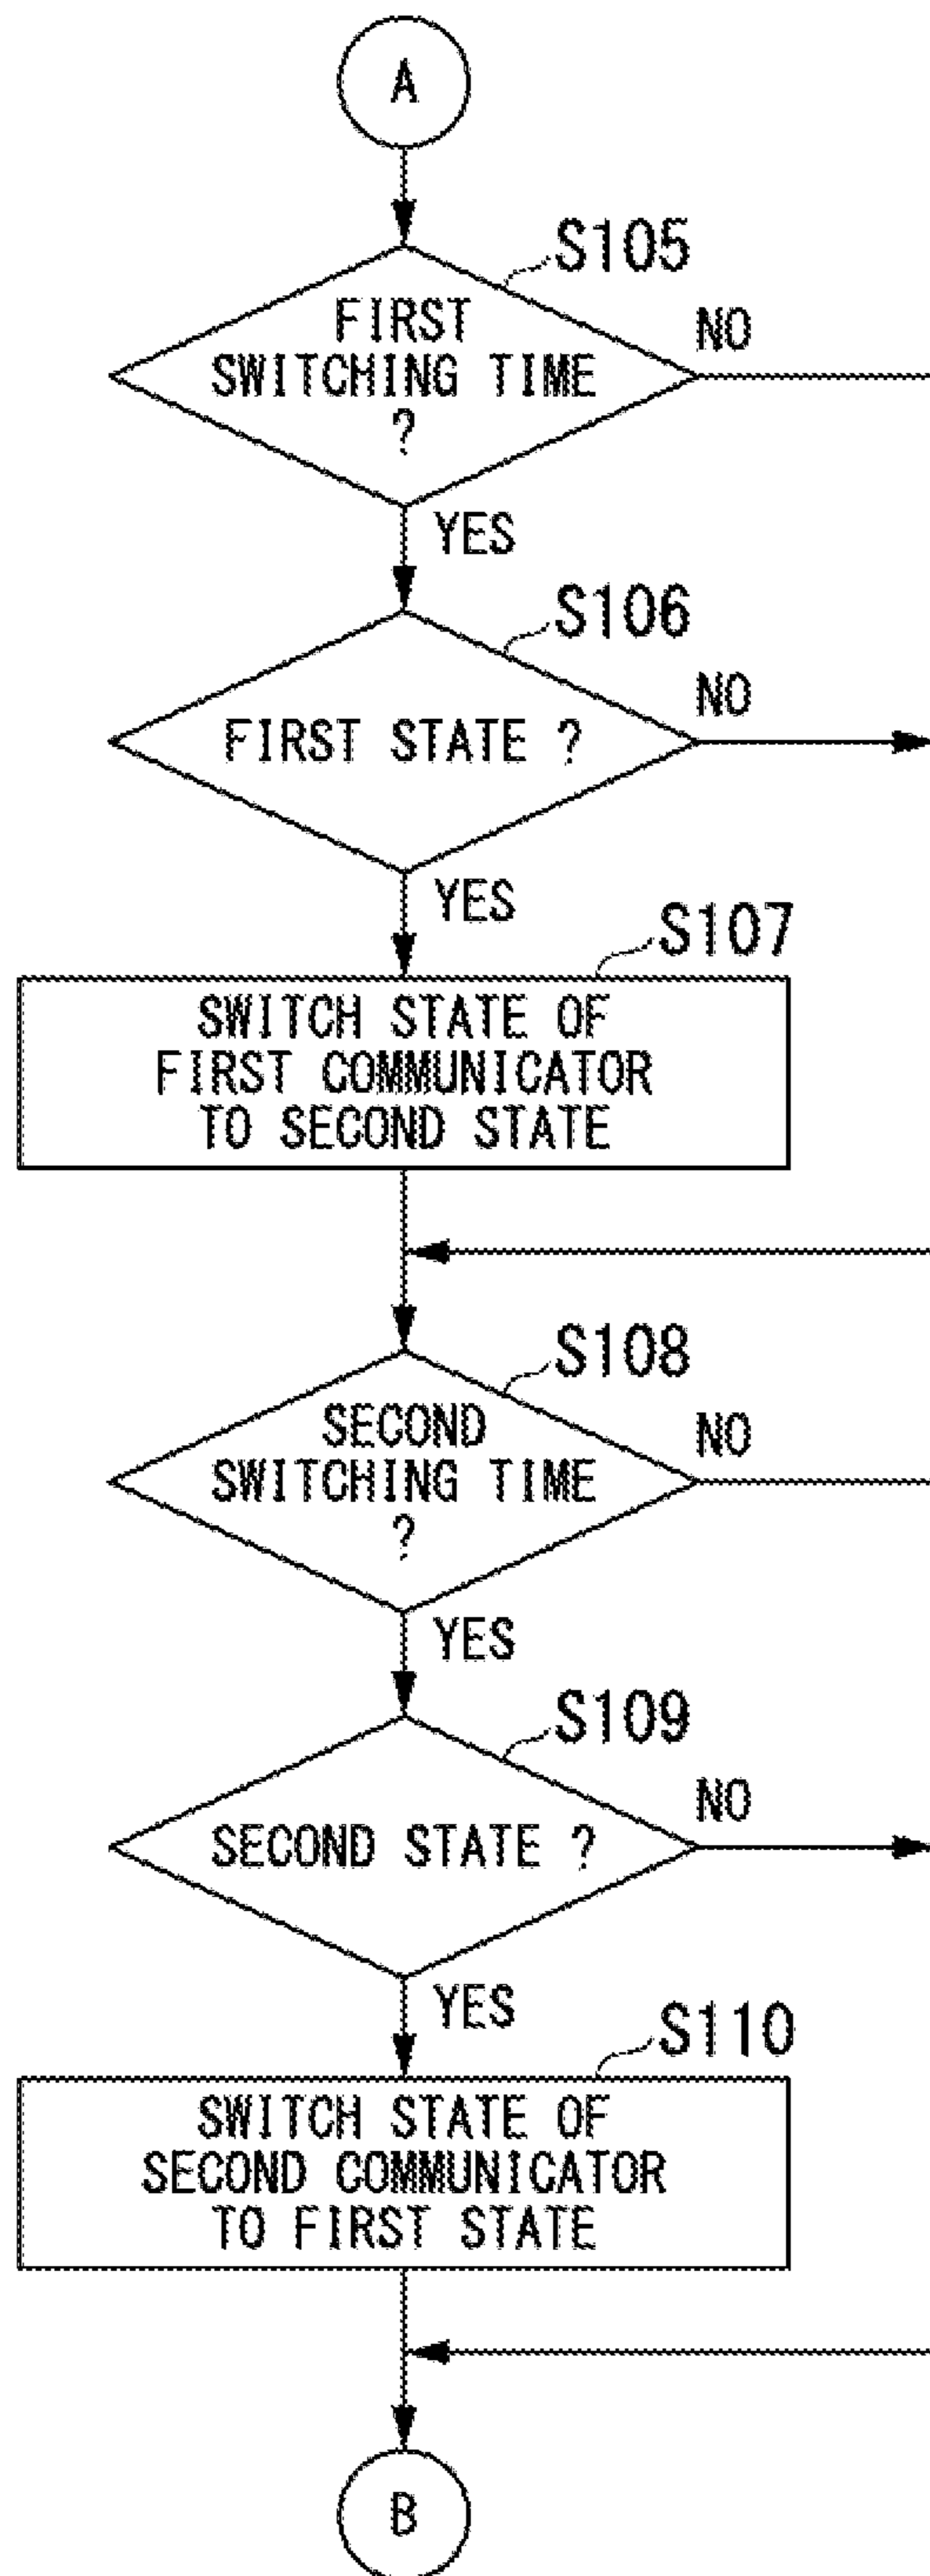 A
S105
FIRST
SWITCHING TIME
?
NO
YES
S106
FIRST STATE ?
NO
YES
S107
SWITCH STATE OF
FIRST COMMUNICATOR
TO SECOND STATE
S108
SECOND
SWITCHING TIME
?
NO
YES
S109
SECOND STATE ?
NO
YES
S110
SWITCH STATE OF
SECOND COMMUNICATOR
TO FIRST STATE
B